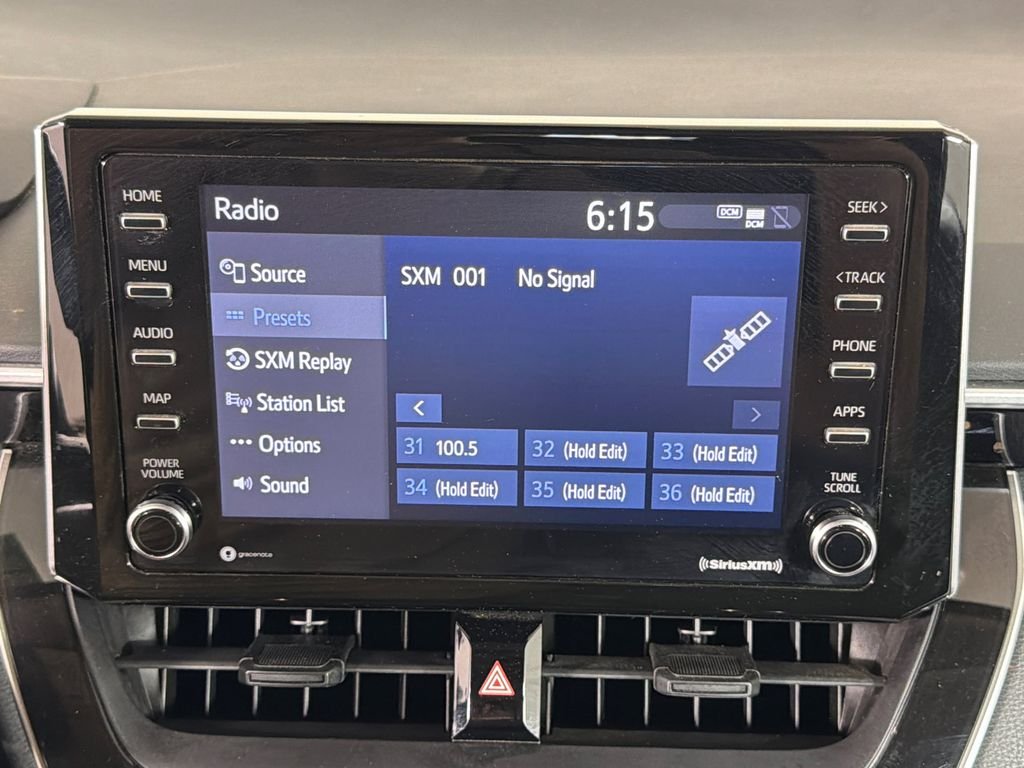 HOME
MENU
AUDIO
MAP
POWER
VOLUME
Radio
6:15
DCM
DCM
Source
Presets
SXM Replay
Station List
Options
Sound
SXM 001 No Signal
<
>
31 100.5
32 (Hold Edit)
33 (Hold Edit)
34 (Hold Edit)
35 (Hold Edit)
36 (Hold Edit)
gracenote
((SiriusXM))
SEEK >
< TRACK
PHONE
APPS
TUNE
SCROLL